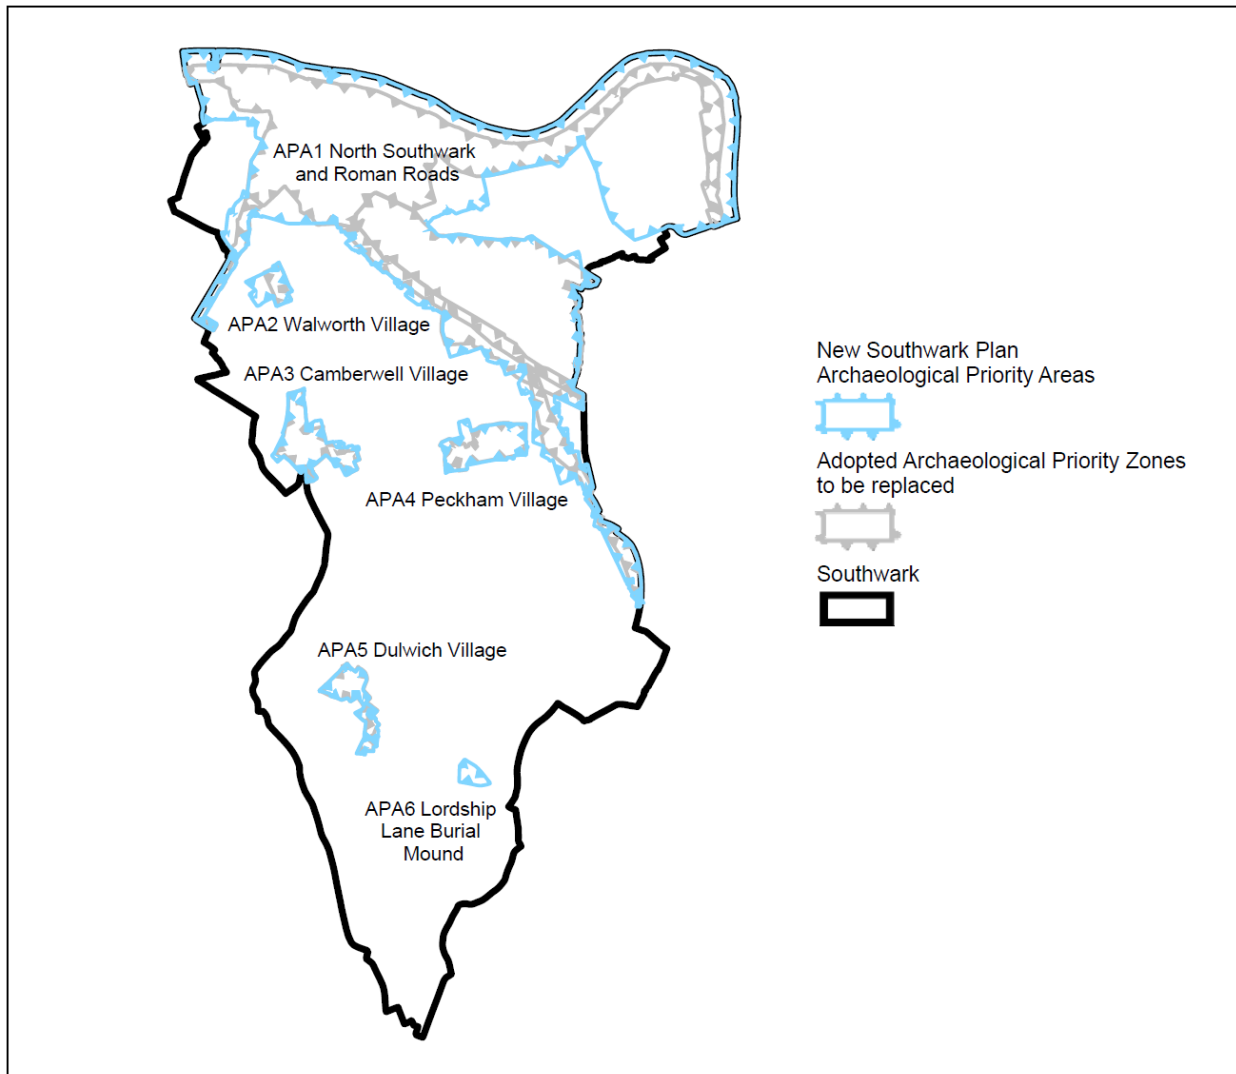 APA1 North Southwark
and Roman Roads
APA2 Walworth Village
APA3 Camberwell Village
APA4 Peckham Village
APA5 Dulwich Village
APA6 Lordship
Lane Burial
Mound
New Southwark Plan
Archaeological Priority Areas
Adopted Archaeological Priority Zones
to be replaced
Southwark